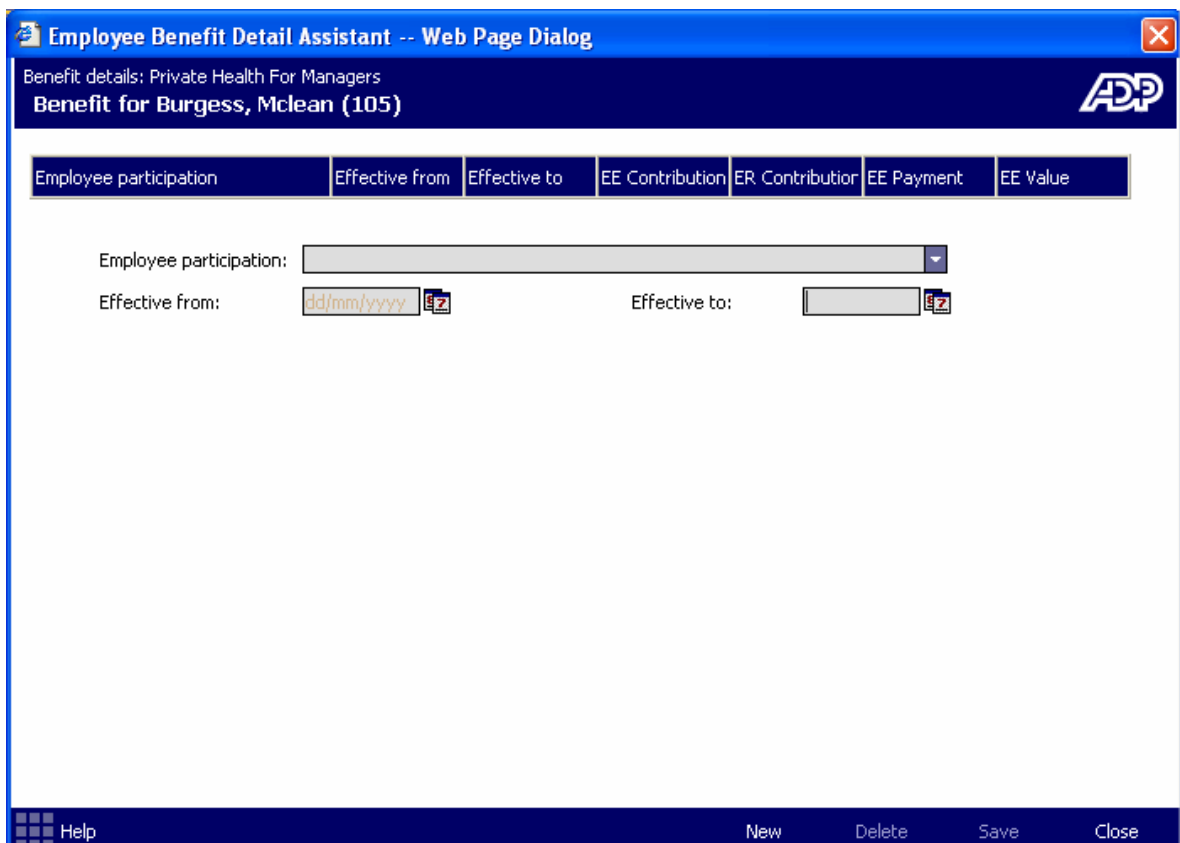 Employee Benefit Detail Assistant -- Web Page Dialog
Benefit details: Private Health For Managers
Benefit for Burgess, Mclean (105)
ADP
Employee participation Effective from Effective to EE Contribution ER Contribution EE Payment EE Value
Employee participation:
Effective from: dd/mm/yyyy Effective to:
Help New Delete Save Close